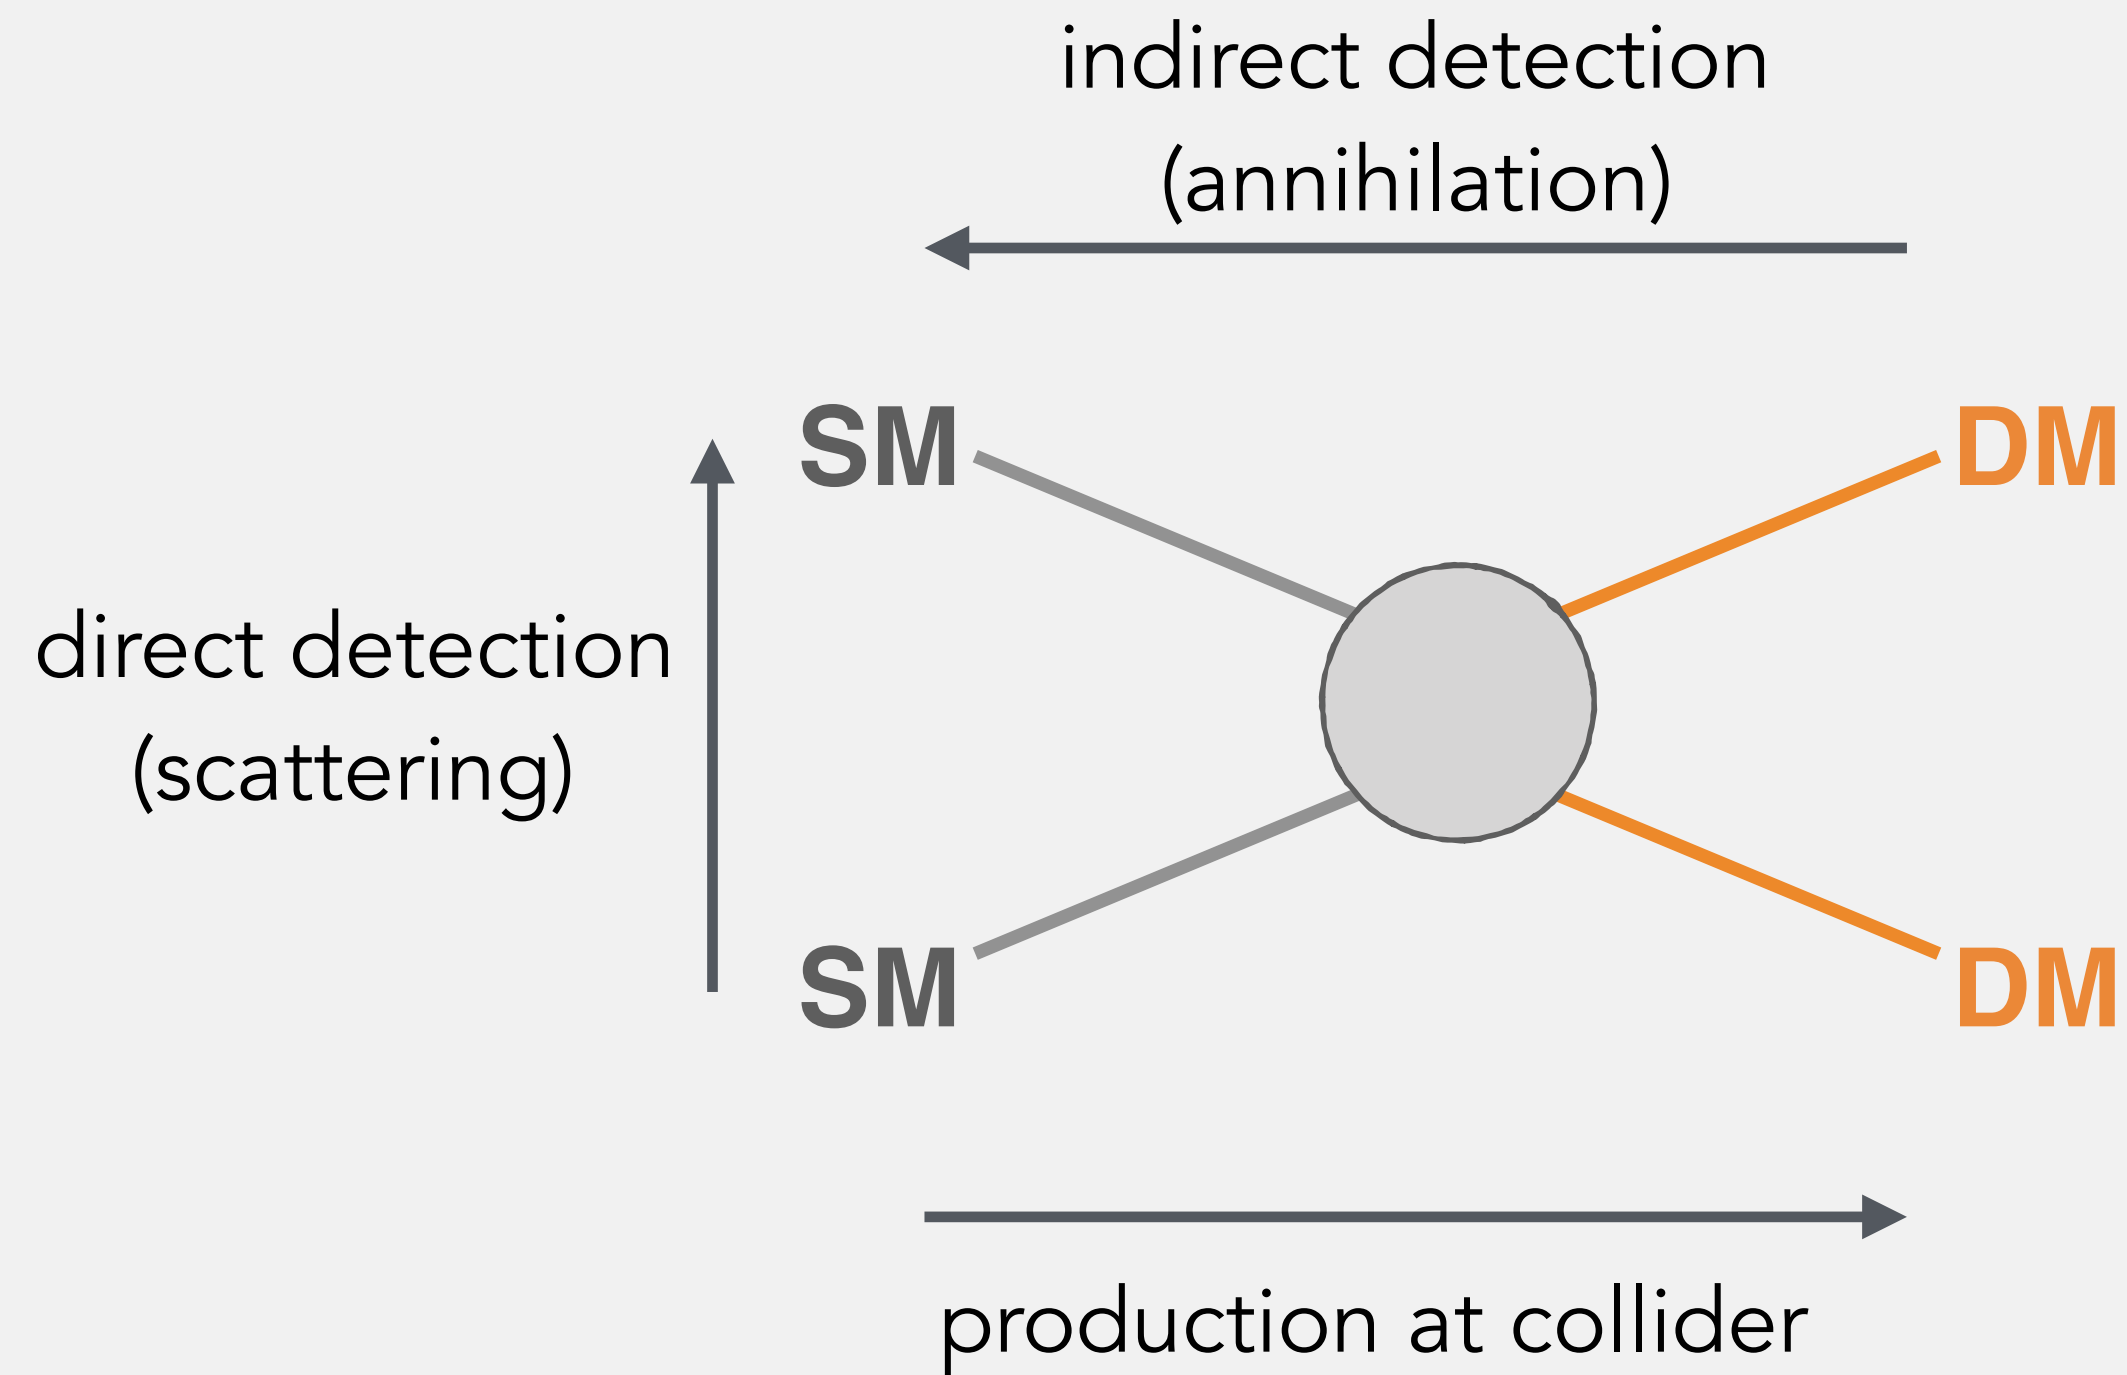 indirect detection
(annihilation)
SM
DM
direct detection
(scattering)
SM
DM
production at collider